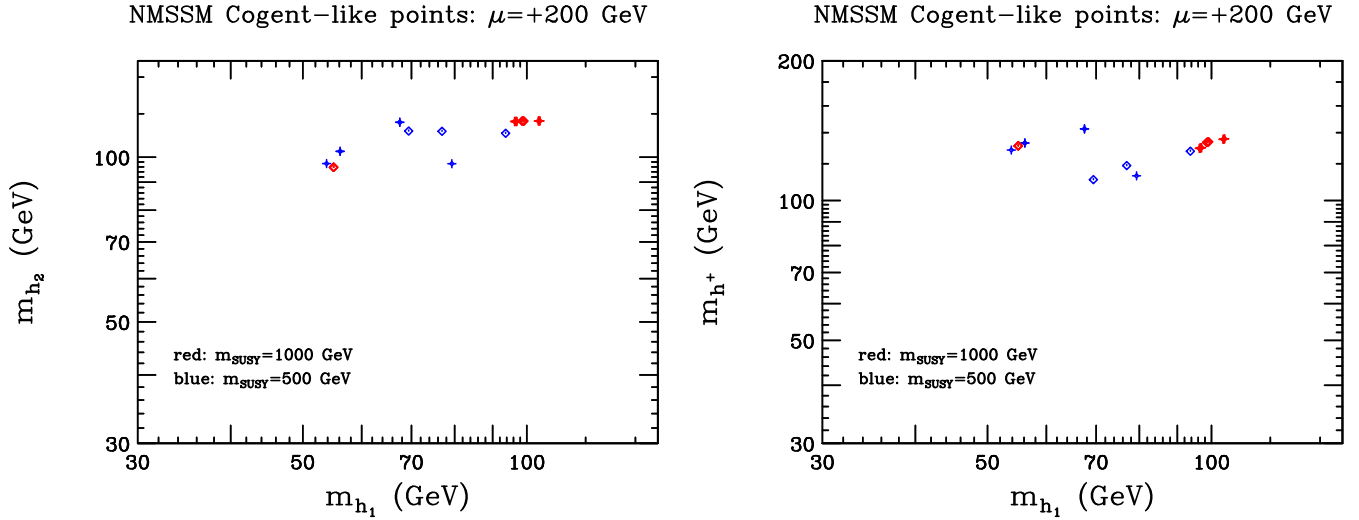 NMSSM Cogent-like points: μ=+200 GeV
100
70
50
30
m_{h_2} (GeV)
red: m_{SUSY}=1000 GeV
blue: m_{SUSY}=500 GeV
30 50 70 100
m_{h_1} (GeV)
NMSSM Cogent-like points: μ=+200 GeV
200
100
70
50
30
m_{h^+} (GeV)
red: m_{SUSY}=1000 GeV
blue: m_{SUSY}=500 GeV
30 50 70 100
m_{h_1} (GeV)